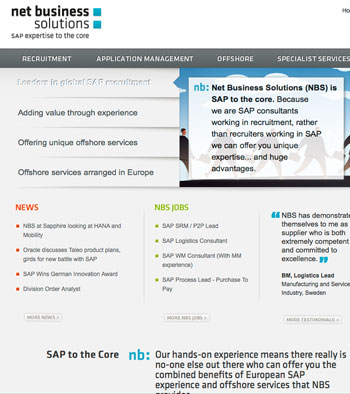 net business
solutions
SAP expertise to the core
Ho
RECRUITMENT APPLICATION MANAGEMENT OFFSHORE SPECIALIST SERVICES
Leaders in global SAP recruitment
Adding value through experience
Offering unique offshore services
Offshore services arranged in Europe
nb: Net Business Solutions (NBS) is
SAP to the core. Because
we are SAP consultants
working in recruitment, rather
than recruiters working in SAP
we can offer you unique
expertise... and huge
advantages.
NEWS
NBS at Sapphire looking at HANA and
Mobility
Oracle discusses Taleo product plans,
girds for new battle with SAP
SAP Wins German Innovation Award
Division Order Analyst
MORE NEWS >
NBS JOBS
SAP SRM / P2P Lead
SAP Logistics Consultant
SAP WM Consultant (With MM
experience)
SAP Process Lead - Purchase To
Pay
MORE NBS JOBS >
“ NBS has demonstrate
themselves to me as
supplier who is both
extremely competent
and committed to
excellence. ”
BM, Logistics Lead
Manufacturing and Service
Industry, Sweden
MORE TESTIMONIALS >
SAP to the Core
nb: Our hands-on experience means there really is
no-one else out there who can offer you the
combined benefits of European SAP
experience and offshore services that NBS
provides